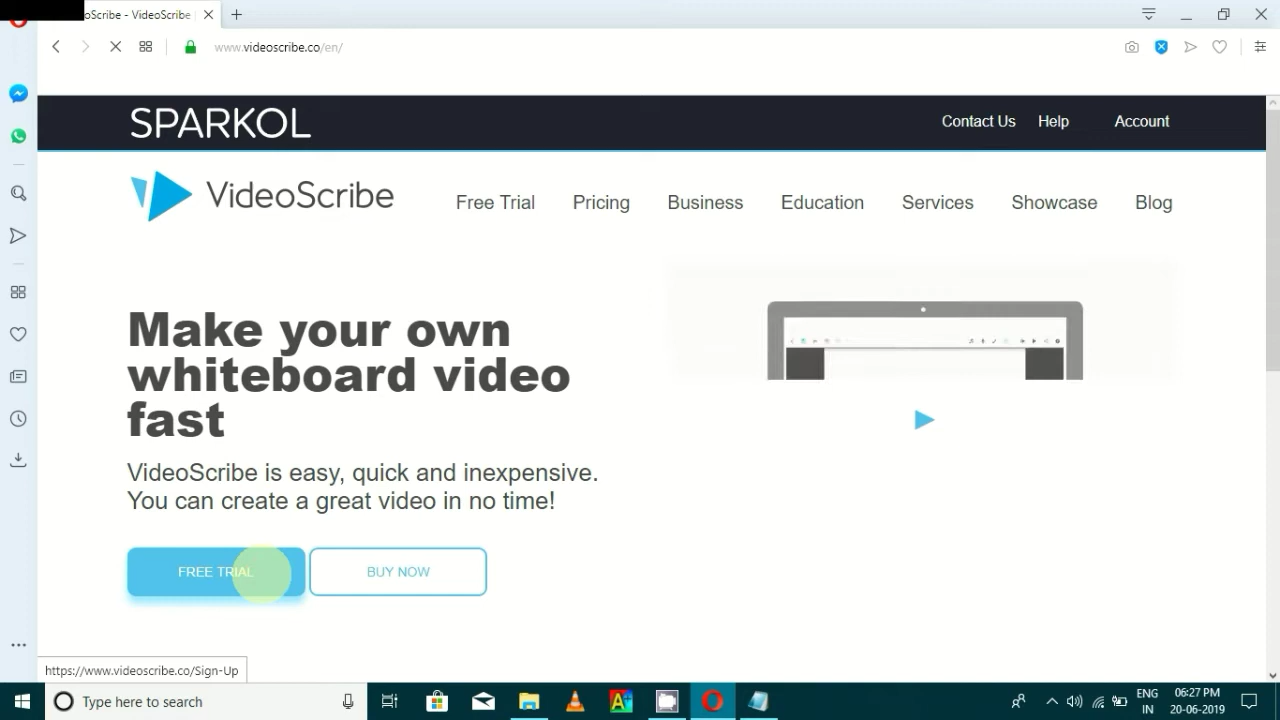 oScribe - VideoScribe
www.videoscribe.co/en/
SPARKOL
Contact Us
Help
Account
VideoScribe
Free Trial
Pricing
Business
Education
Services
Showcase
Blog
Make your own
whiteboard video
fast
VideoScribe is easy, quick and inexpensive.
You can create a great video in no time!
FREE TRIAL
BUY NOW
https://www.videoscribe.co/Sign-Up
Type here to search
ENG
IN
06:27 PM
20-06-2019